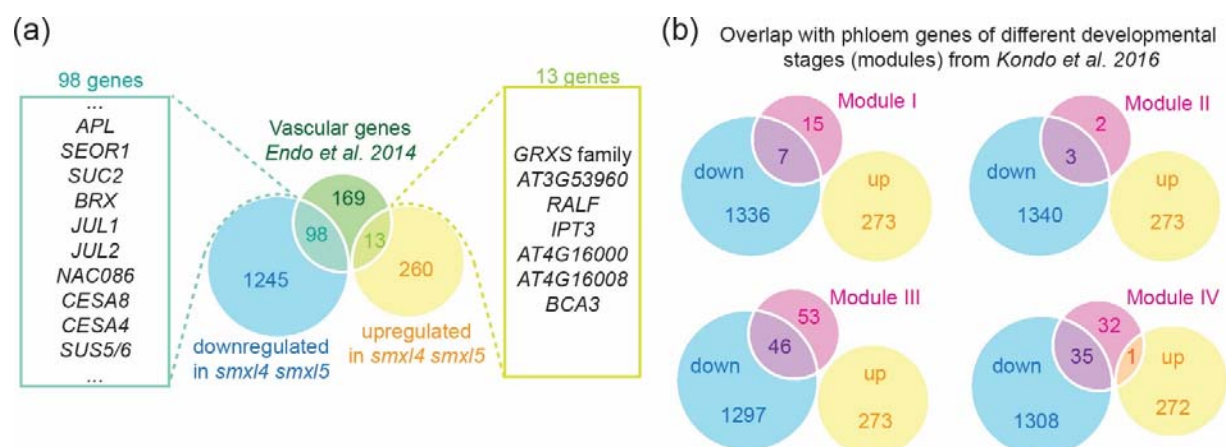 (a)
98 genes
...
APL
SEOR1
SUC2
BRX
JUL1
JUL2
NAC086
CESA8
CESA4
SUS5/6
...
Vascular genes
Endo et al. 2014
169
98
13
1245
260
downregulated
in smxl4 smxl5
upregulated
in smxl4 smxl5
13 genes
GRXS family
AT3G53960
RALF
IPT3
AT4G16000
AT4G16008
BCA3
(b)
Overlap with phloem genes of different developmental
stages (modules) from Kondo et al. 2016
Module I
15
7
down
1336
up
273
Module II
2
3
down
1340
up
273
Module III
53
46
down
1297
up
273
Module IV
32
35
1
down
1308
up
272